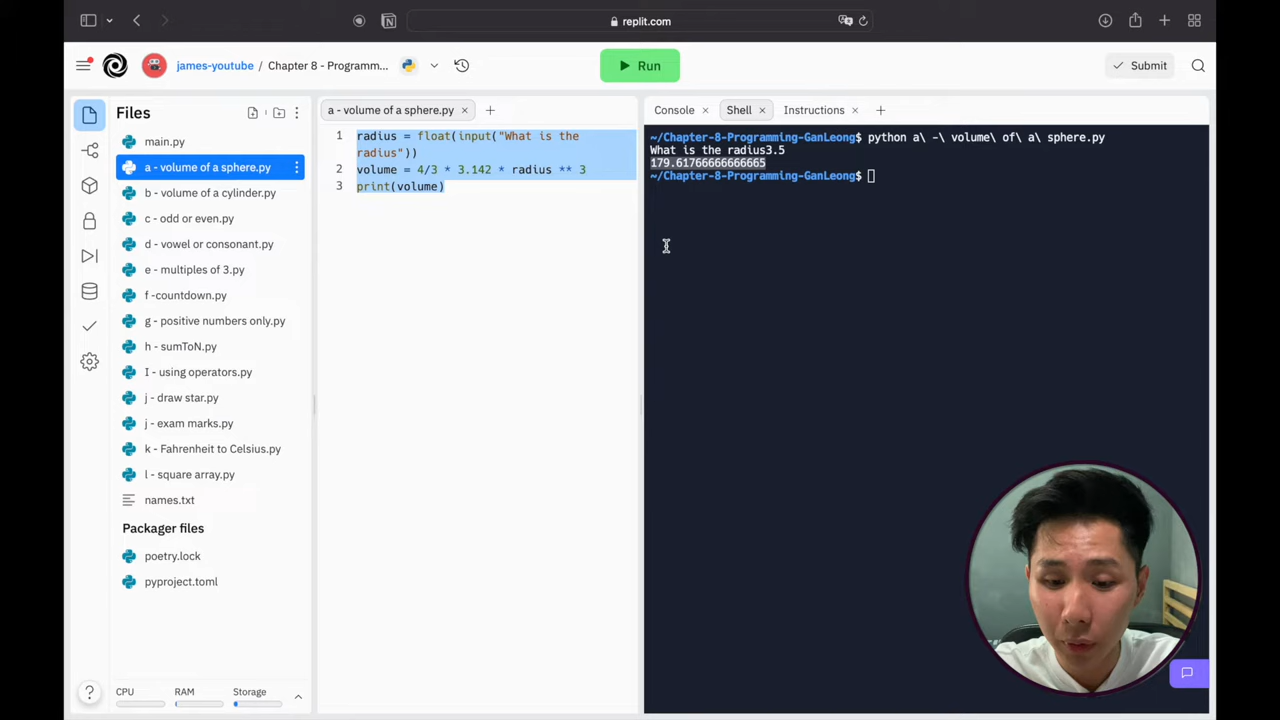 replit.com
james-youtube / Chapter 8 - Programm...
Run
Submit
Files
main.py
a - volume of a sphere.py
b - volume of a cylinder.py
c - odd or even.py
d - vowel or consonant.py
e - multiples of 3.py
f -countdown.py
g - positive numbers only.py
h - sumToN.py
I - using operators.py
j - draw star.py
j - exam marks.py
k - Fahrenheit to Celsius.py
l - square array.py
names.txt
Packager files
poetry.lock
pyproject.toml
CPU RAM Storage
a - volume of a sphere.py
1 radius = float(input("What is the
radius"))
2 volume = 4/3 * 3.142 * radius ** 3
3 print(volume)
Console Shell Instructions
~/Chapter-8-Programming-GanLeong$ python a\ -\ volume\ of\ a\ sphere.py
What is the radius3.5
179.61766666666665
~/Chapter-8-Programming-GanLeong$